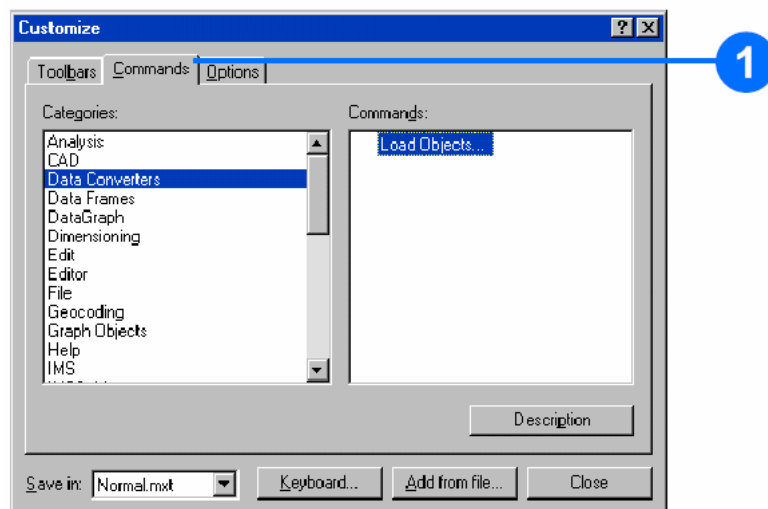 Customize
1
Toolbars Commands Options
Categories: Commands:
Analysis
Load Objects...
CAD
Data Converters
Data Frames
DataGraph
Dimensioning
Edit
Editor
File
Geocoding
Graph Objects
Help
IMS
Description
Save in: Normal.mxt Keyboard... Add from file... Close